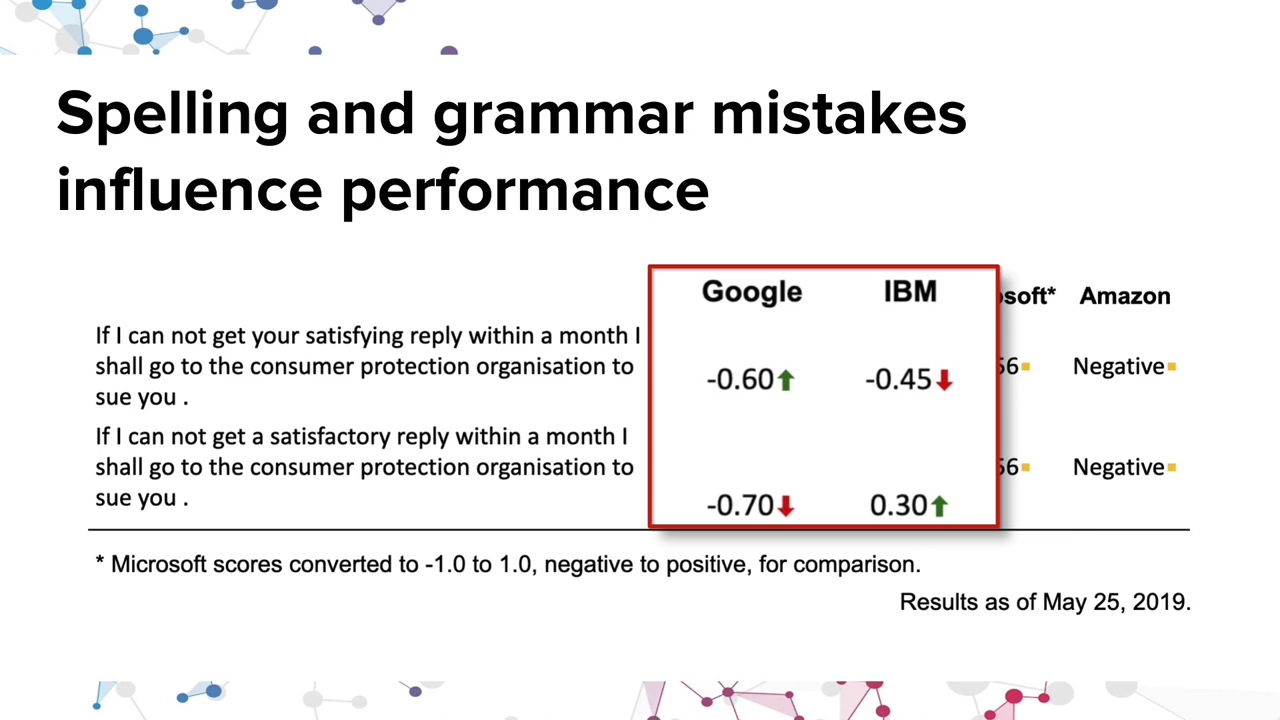 Spelling and grammar mistakes
influence performance
Google IBM soft* Amazon
If I can not get your satisfying reply within a month I
shall go to the consumer protection organisation to -0.60 -0.45 56 Negative
sue you .
If I can not get a satisfactory reply within a month I
shall go to the consumer protection organisation to 56 Negative
sue you . -0.70 0.30
* Microsoft scores converted to -1.0 to 1.0, negative to positive, for comparison.
Results as of May 25, 2019.